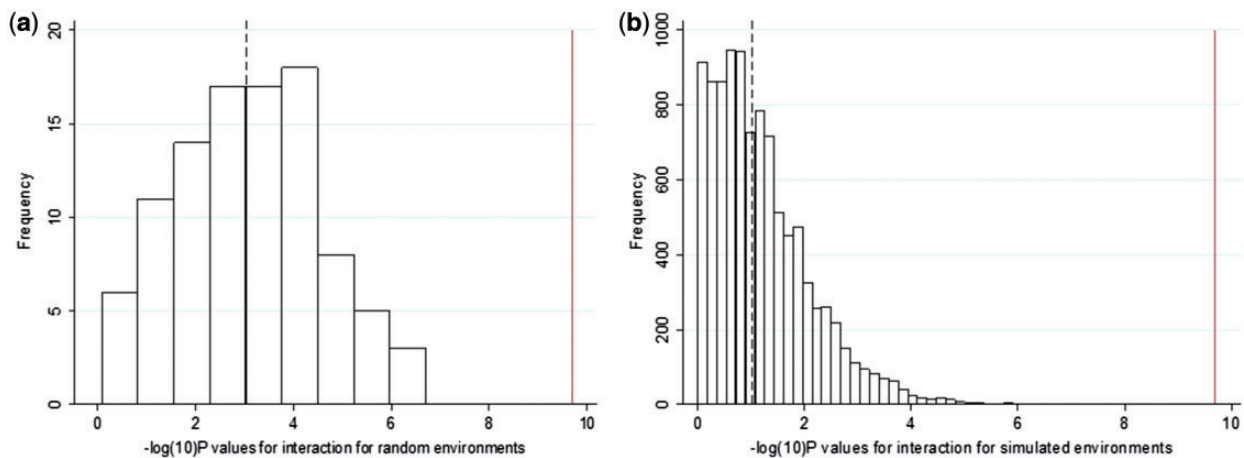 (a)
20
15
10
5
0
Frequency
0 2 4 6 8 10
-log(10)P values for interaction for random environments
(b)
1000
800
600
400
200
0
Frequency
0 2 4 6 8 10
-log(10)P values for interaction for simulated environments